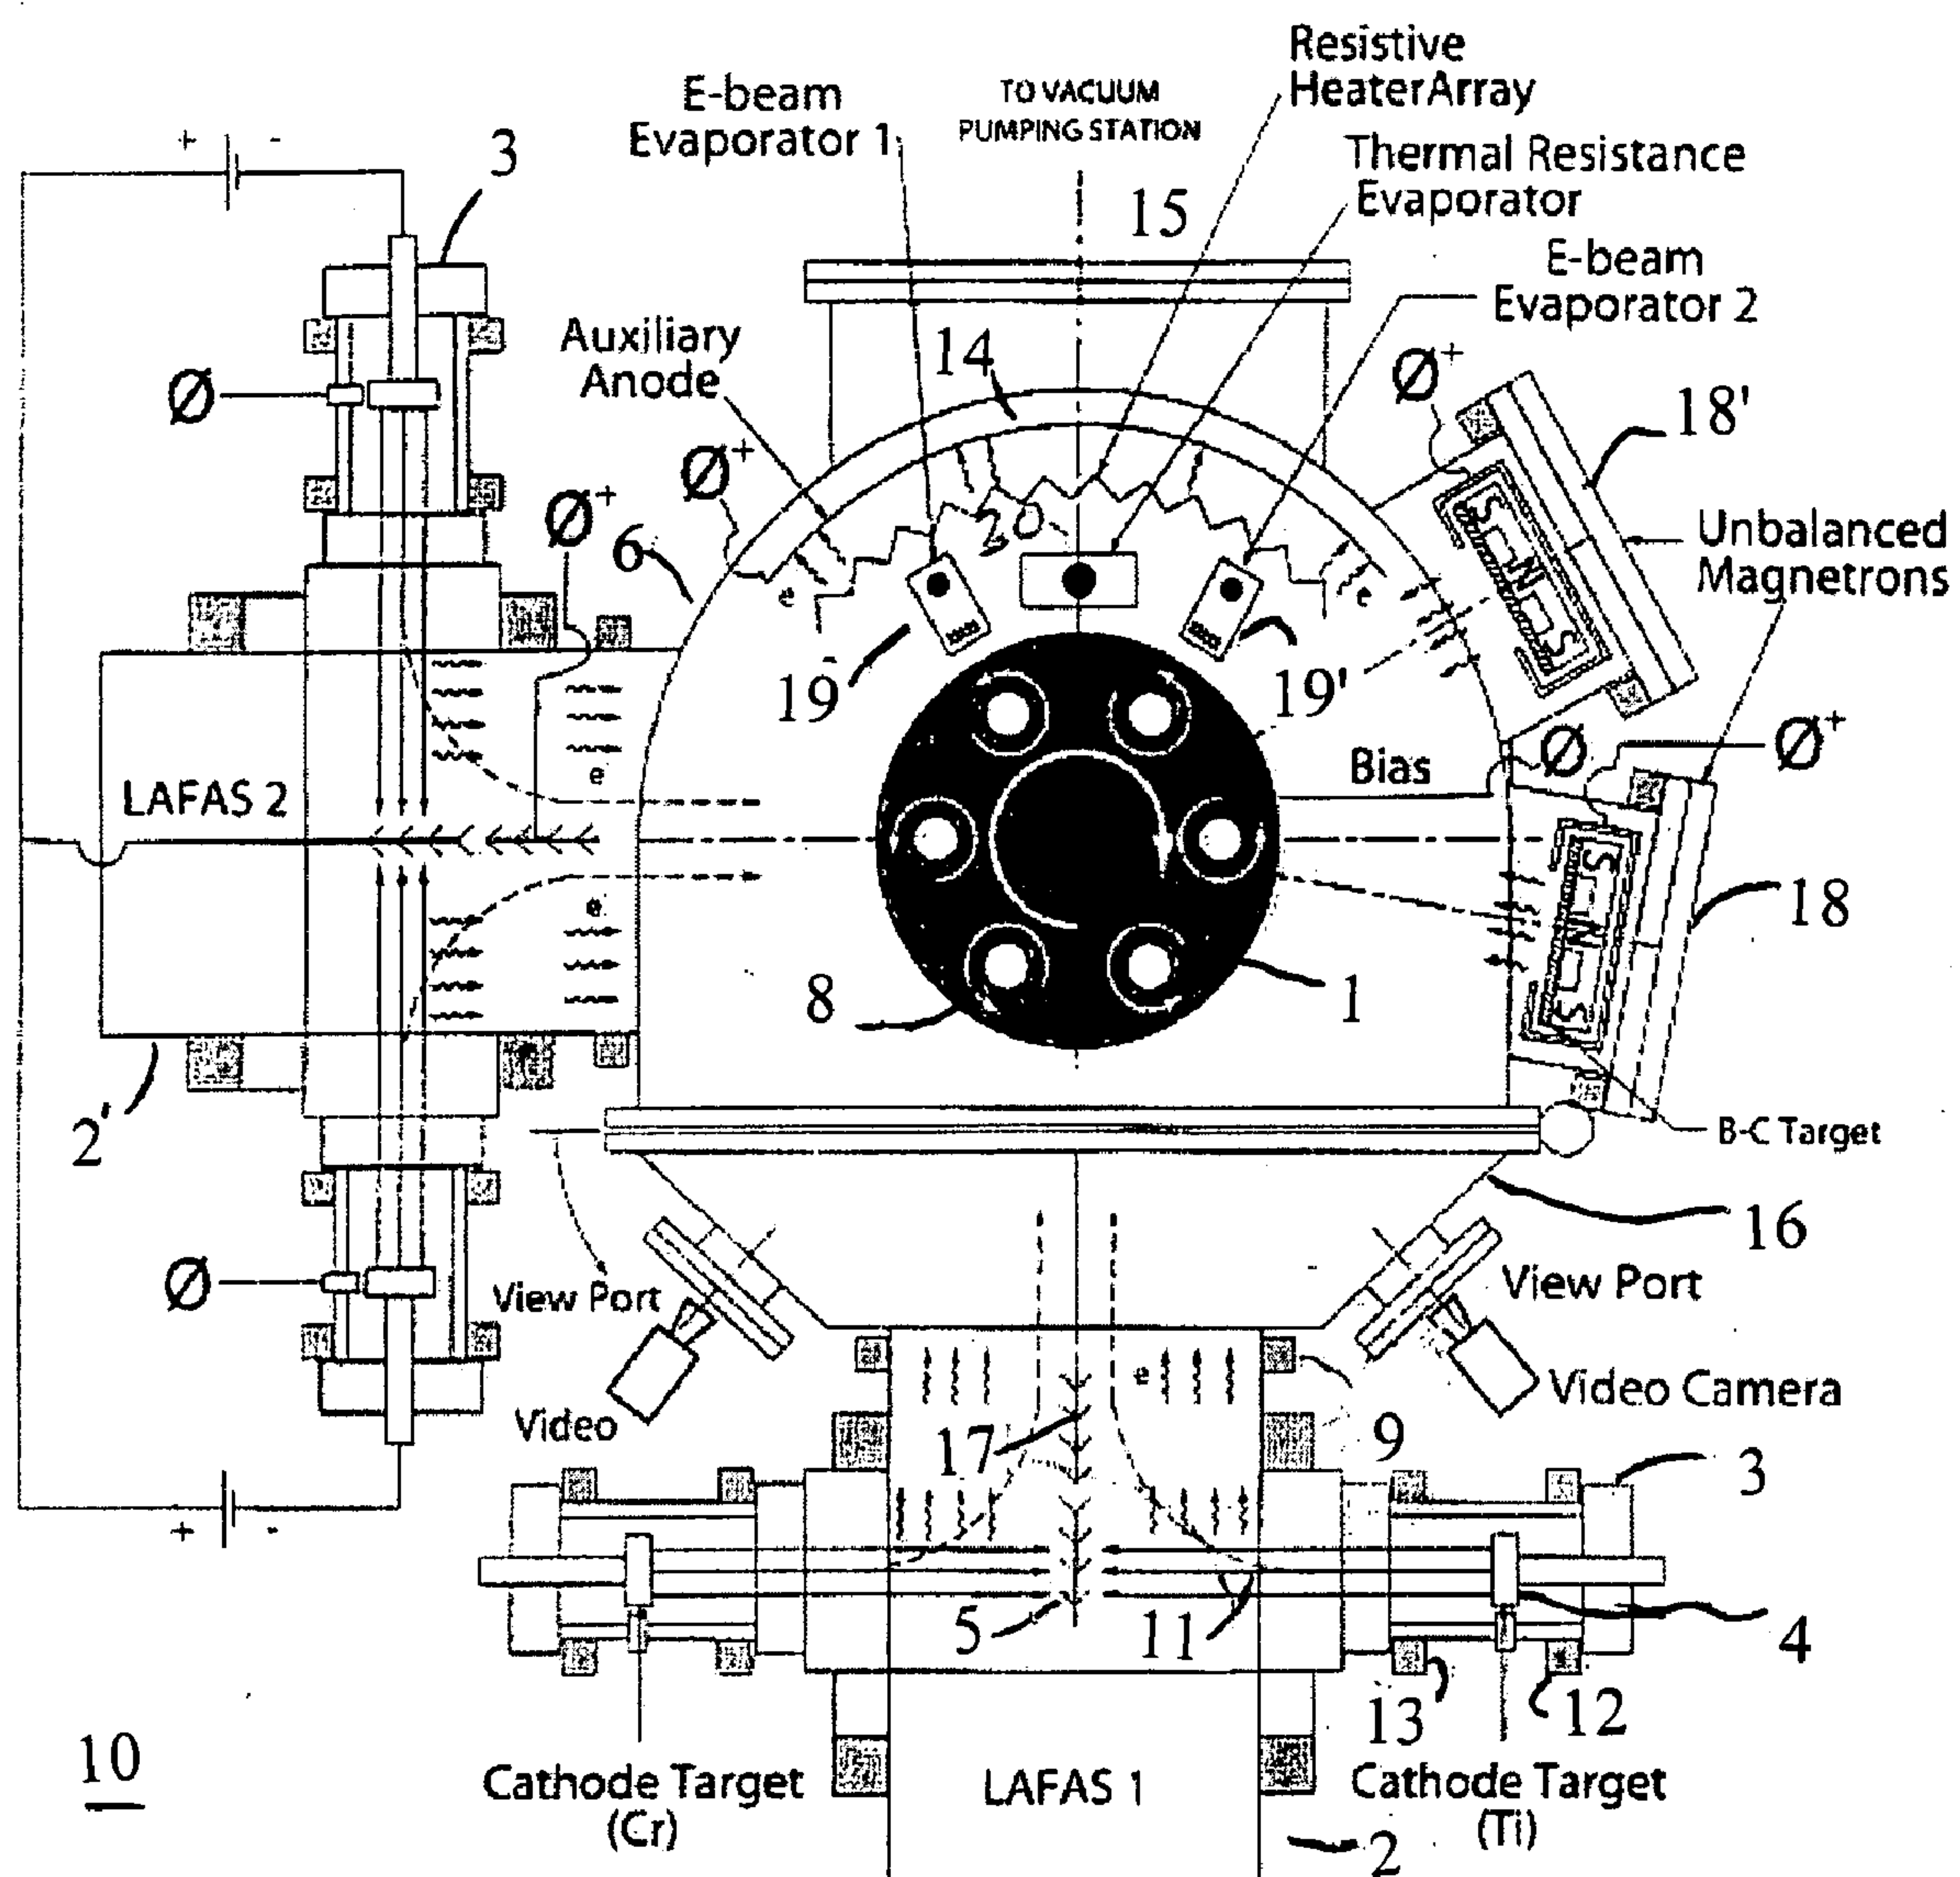 Resistive
HeaterArray
E-beam
Evaporator 1
TO VACUUM
PUMPING STATION
Thermal Resistance
Evaporator
+
-
3
15
E-beam
Evaporator 2
Auxiliary
Anode
14
Ø+
Ø
18'
Ø+
Ø+
20
Unbalanced
Magnetrons
6
S N S
e
e
19
19'
Ø
Ø+
Bias
e
LAFAS 2
S N S
e
18
8
1
2'
B-C Target
16
View Port
View Port
Ø
Video
e
Video Camera
17
9
3
+
-
5
11
4
13
12
10
Cathode Target
(Cr)
LAFAS 1
Cathode Target
(Ti)
2